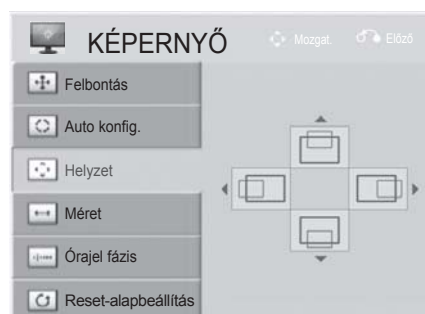 KÉPERNYŐ
Mozgat. Előző
Felbontás
Auto konfig.
Helyzet
Méret
Órajel fázis
Reset-alapbeállítás